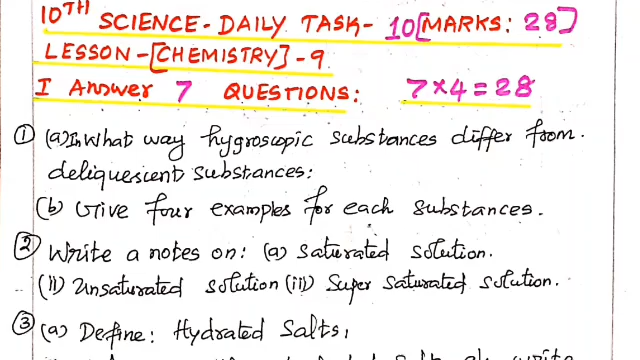 10TH SCIENCE - DAILY TASK - 10 [MARKS: 28]
LESSON - [CHEMISTRY] - 9
I Answer 7 QUESTIONS: 7×4=28
① (a) In What way hygroscopic substances differ from
deliquescent substances:
(b) Give four examples for each substances.
② Write a notes on: (a) Saturated solution.
(ii) Unsaturated solution (iii) Super saturated solution.
③ (a) Define: Hydrated Salts;